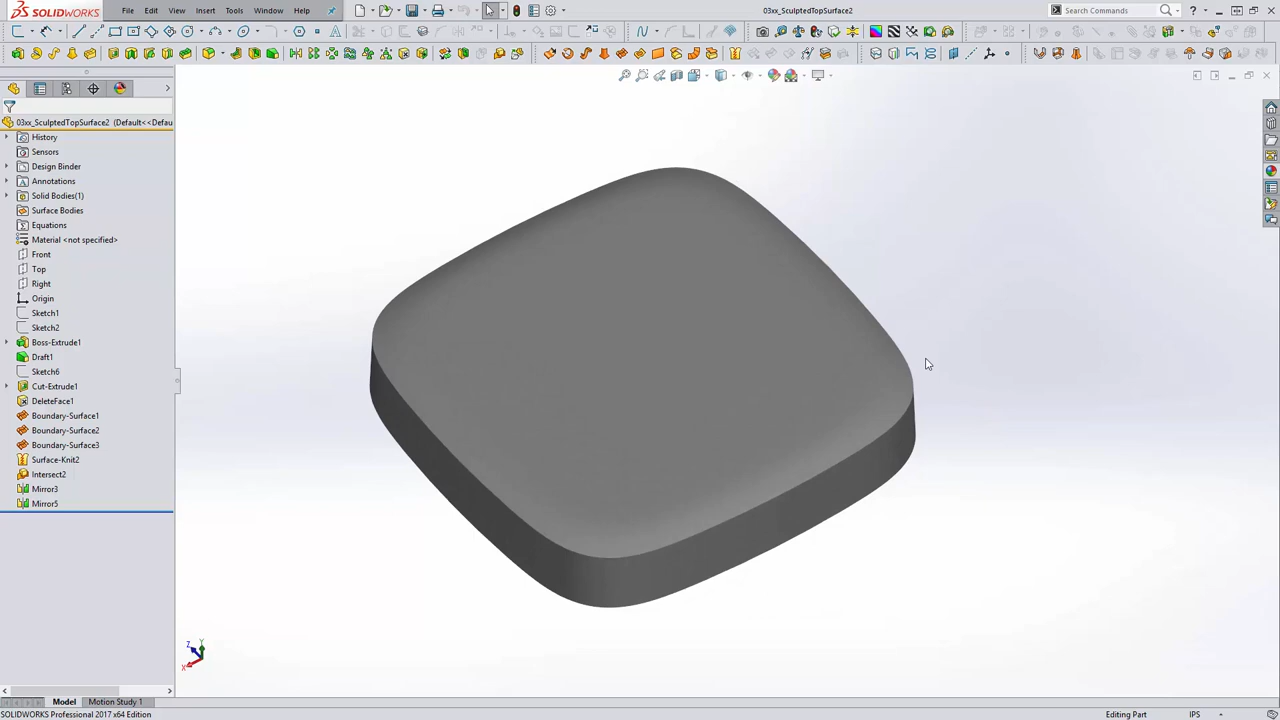 SOLIDWORKS File Edit View Insert Tools Window Help 03xx_SculptedTopSurface2 Search Commands ?
03xx_SculptedTopSurface2 (Default<<Defau
History
Sensors
Design Binder
Annotations
Solid Bodies(1)
Surface Bodies
Equations
Material <not specified>
Front
Top
Right
Origin
Sketch1
Sketch2
Boss-Extrude1
Draft1
Sketch6
Cut-Extrude1
DeleteFace1
Boundary-Surface1
Boundary-Surface2
Boundary-Surface3
Surface-Knit2
Intersect2
Mirror3
Mirror5
Y
Z
X
Model Motion Study 1
SOLIDWORKS Professional 2017 x64 Edition Editing Part IPS